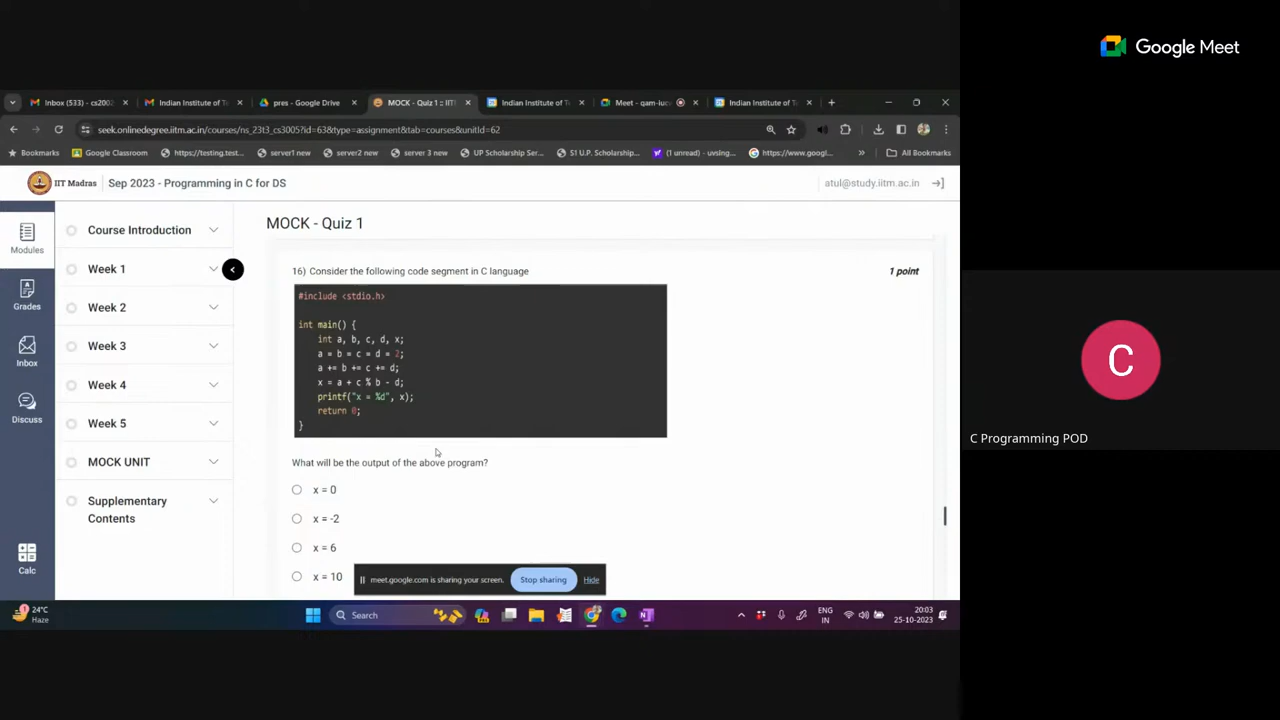 Google Meet
Inbox (533) - cs2002
Indian Institute of Te
pres - Google Drive
MOCK - Quiz 1 :: IIT
Indian Institute of Te
Meet - qam-iuc
Indian Institute of Te
seek.onlinedegree.iitm.ac.in/courses/ns_23t3_cs3005?id=63&type=assignment&tab=courses&unitId=62
Bookmarks
Google Classroom
https://testing.test...
server1 new
server2 new
server 3 new
UP Scholarship Ser...
S1 U.P. Scholarship...
(1 unread) - uvsing...
https://www.googl...
»
All Bookmarks
IIT Madras
Sep 2023 - Programming in C for DS
atul@study.iitm.ac.in
Modules
Grades
Inbox
Discuss
Calc
Course Introduction
Week 1
Week 2
Week 3
Week 4
Week 5
MOCK UNIT
Supplementary
Contents
MOCK - Quiz 1
16) Consider the following code segment in C language
1 point
#include <stdio.h>
int main() {
int a, b, c, d, x;
a = b = c = d = 2;
a += b += c += d;
x = a + c % b - d;
printf("x = %d", x);
return 0;
}
What will be the output of the above program?
x = 0
x = -2
x = 6
x = 10
meet.google.com is sharing your screen.
Stop sharing
Hide
C
C Programming POD
1
24°C
Haze
Search
ENG
IN
20:03
25-10-2023